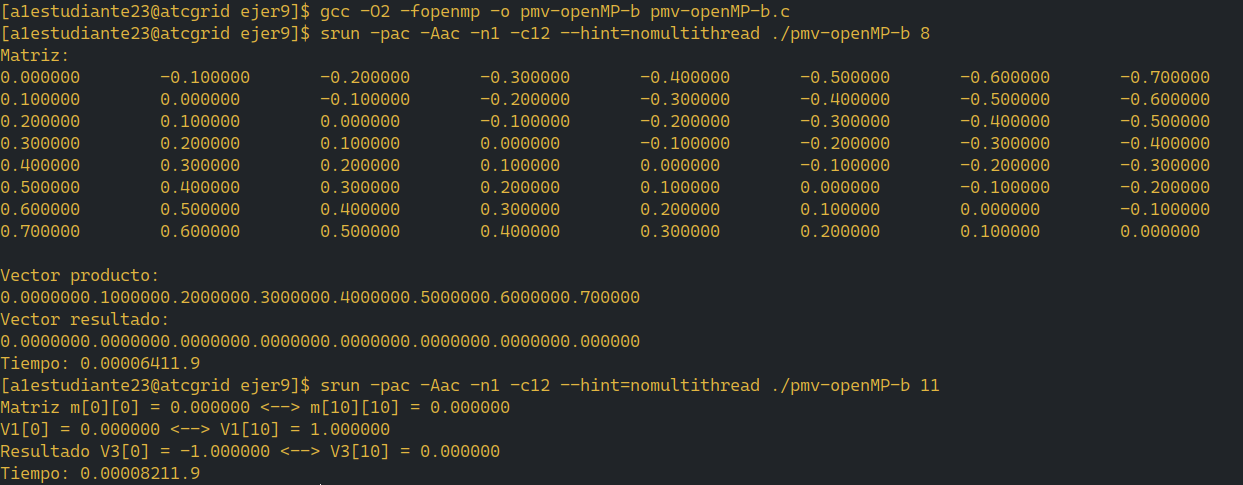 [a1estudiante23@atcgrid ejer9]$ gcc -O2 -fopenmp -o pmv-openMP-b pmv-openMP-b.c
[a1estudiante23@atcgrid ejer9]$ srun -pac -Aac -n1 -c12 --hint=nomultithread ./pmv-openMP-b 8
Matriz:
0.000000 -0.100000 -0.200000 -0.300000 -0.400000 -0.500000 -0.600000 -0.700000
0.100000 0.000000 -0.100000 -0.200000 -0.300000 -0.400000 -0.500000 -0.600000
0.200000 0.100000 0.000000 -0.100000 -0.200000 -0.300000 -0.400000 -0.500000
0.300000 0.200000 0.100000 0.000000 -0.100000 -0.200000 -0.300000 -0.400000
0.400000 0.300000 0.200000 0.100000 0.000000 -0.100000 -0.200000 -0.300000
0.500000 0.400000 0.300000 0.200000 0.100000 0.000000 -0.100000 -0.200000
0.600000 0.500000 0.400000 0.300000 0.200000 0.100000 0.000000 -0.100000
0.700000 0.600000 0.500000 0.400000 0.300000 0.200000 0.100000 0.000000
Vector producto:
0.0000000.1000000.2000000.3000000.4000000.5000000.6000000.700000
Vector resultado:
0.0000000.0000000.0000000.0000000.0000000.0000000.0000000.000000
Tiempo: 0.00006411.9
[a1estudiante23@atcgrid ejer9]$ srun -pac -Aac -n1 -c12 --hint=nomultithread ./pmv-openMP-b 11
Matriz m[0][0] = 0.000000 <--> m[10][10] = 0.000000
V1[0] = 0.000000 <--> V1[10] = 1.000000
Resultado V3[0] = -1.000000 <--> V3[10] = 0.000000
Tiempo: 0.00008211.9